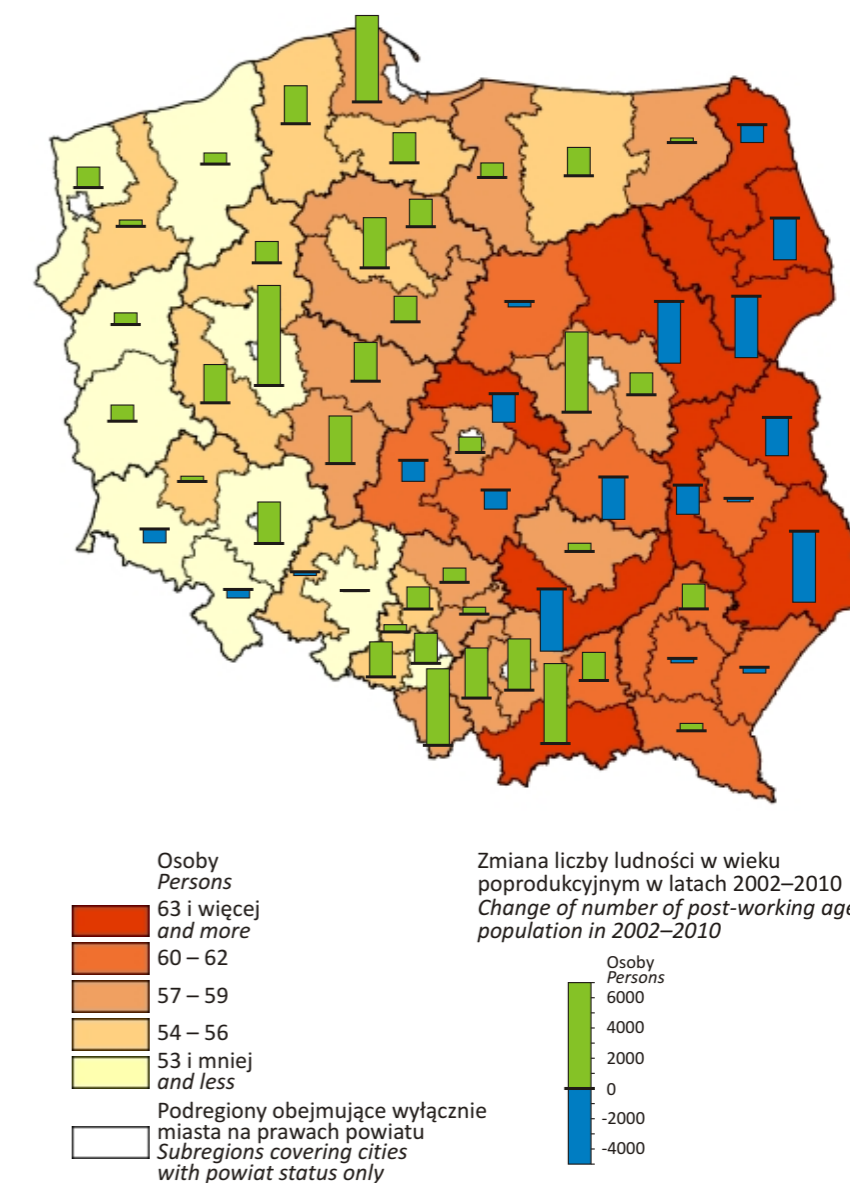 Osoby
Persons
63 i więcej
and more
60 – 62
57 – 59
54 – 56
53 i mniej
and less
Podregiony obejmujące wyłącznie
miasta na prawach powiatu
Subregions covering cities
with powiat status only
Zmiana liczby ludności w wieku
poprodukcyjnym w latach 2002–2010
Change of number of post-working age
population in 2002–2010
Osoby
Persons
6000
4000
2000
0
-2000
-4000